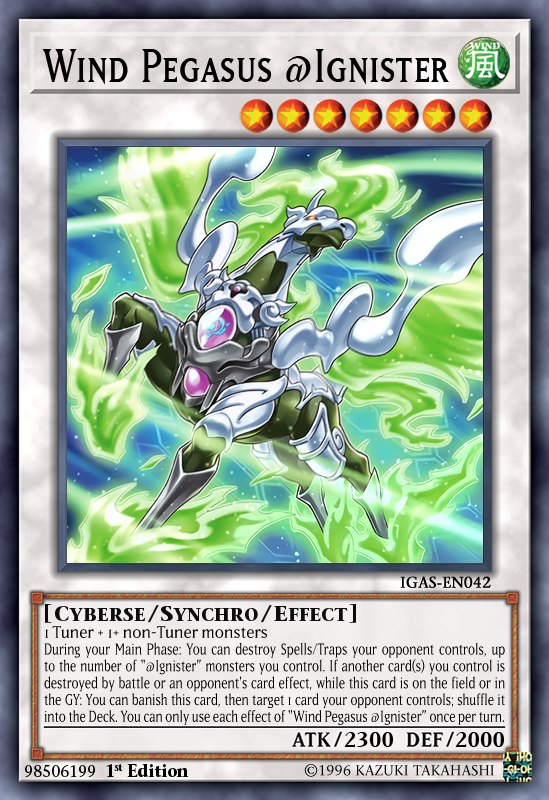 Wind Pegasus @Ignister
WIND
風
IGAS-EN042
[Cyberse/Synchro/Effect]
1 Tuner + 1+ non-Tuner monsters
During your Main Phase: You can destroy Spells/Traps your opponent controls, up
to the number of "@Ignister" monsters you control. If another card(s) you control is
destroyed by battle or an opponent's card effect, while this card is on the field or in
the GY: You can banish this card, then target 1 card your opponent controls; shuffle it
into the Deck. You can only use each effect of "Wind Pegasus @Ignister" once per turn.
ATK/2300 DEF/2000
98506199 1st Edition ©1996 KAZUKI TAKAHASHI